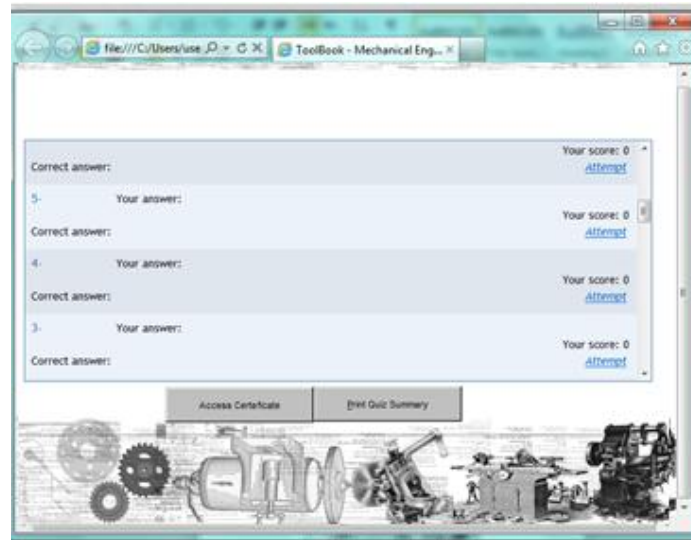 file:///C:/Users/use
ToolBook - Mechanical Eng...
Your score: 0
Correct answer:
Attempt
5-
Your answer:
Your score: 0
Correct answer:
Attempt
4-
Your answer:
Your score: 0
Correct answer:
Attempt
3-
Your answer:
Your score: 0
Correct answer:
Attempt
Access Certeficate
Print Quiz Summery